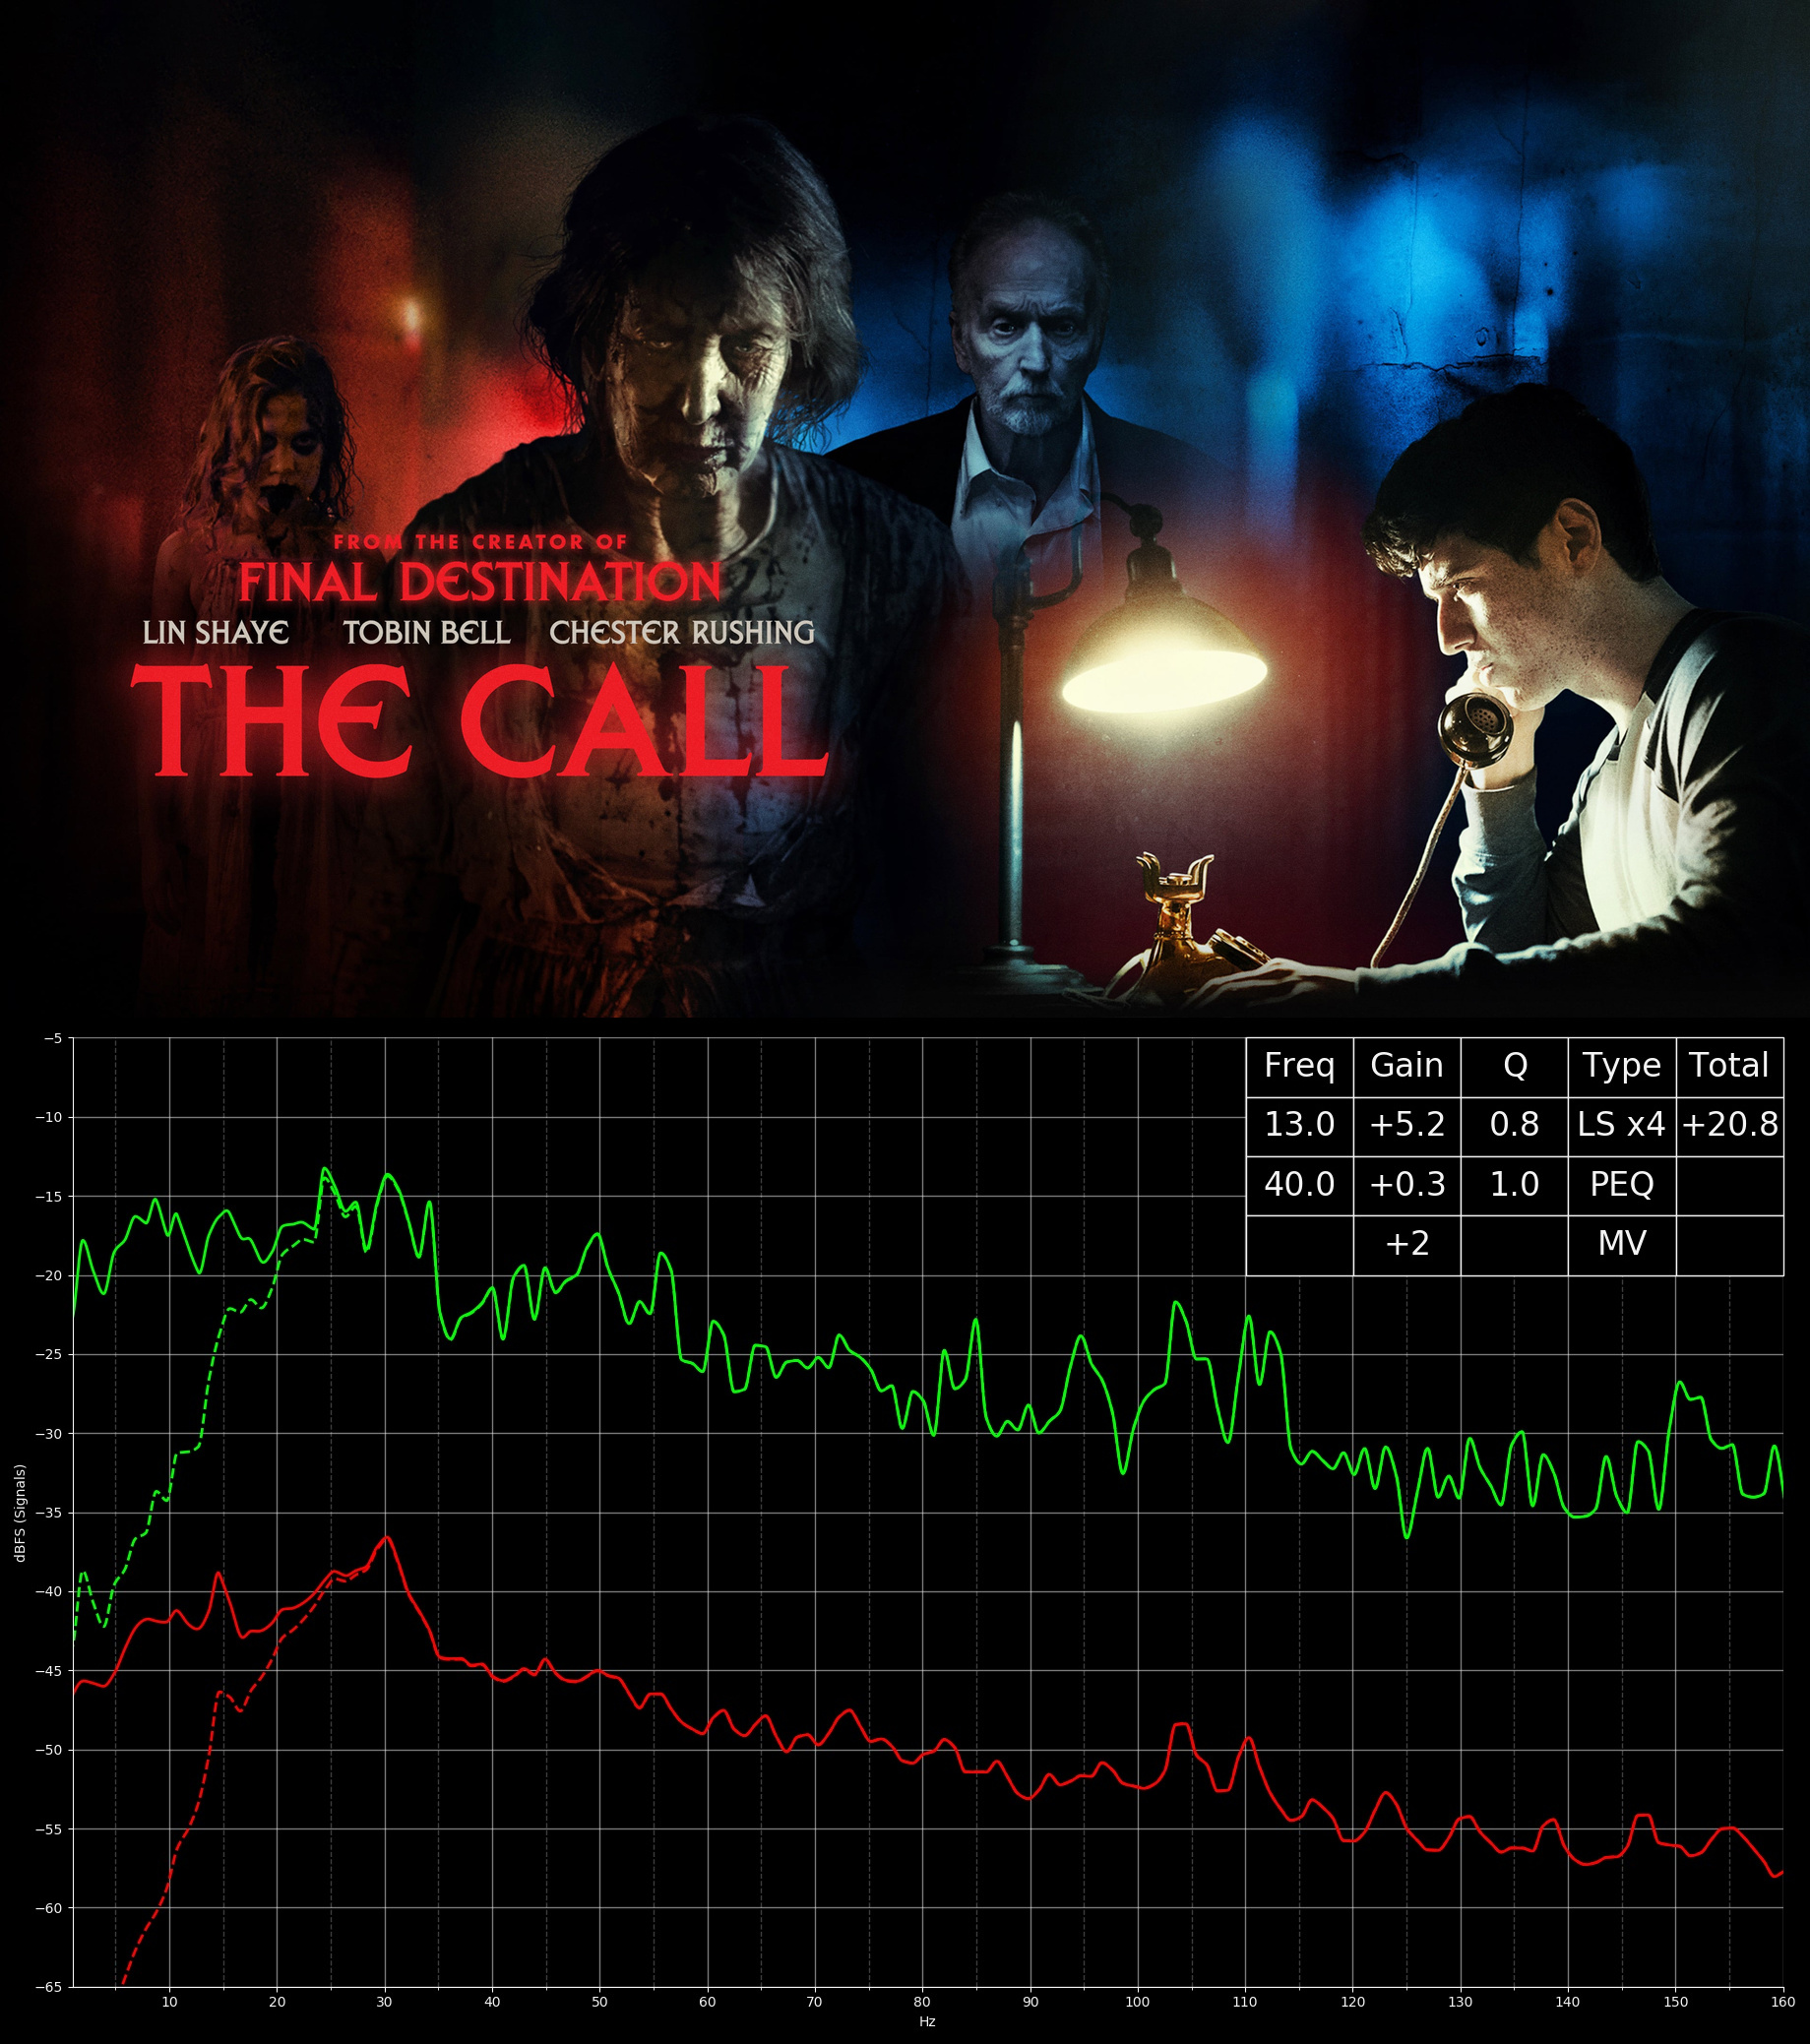 FROM THE CREATOR OF
FINAL DESTINATION
LIN SHAYE TOBIN BELL CHESTER RUSHING
THE CALL
Freq Gain Q Type Total
13.0 +5.2 0.8 LS x4 +20.8
40.0 +0.3 1.0 PEQ
+2 MV
−5
−10
−15
−20
−25
−30
−35
−40
−45
−50
−55
−60
−65
dBFS (Signals)
10 20 30 40 50 60 70 80 90 100 110 120 130 140 150 160
Hz